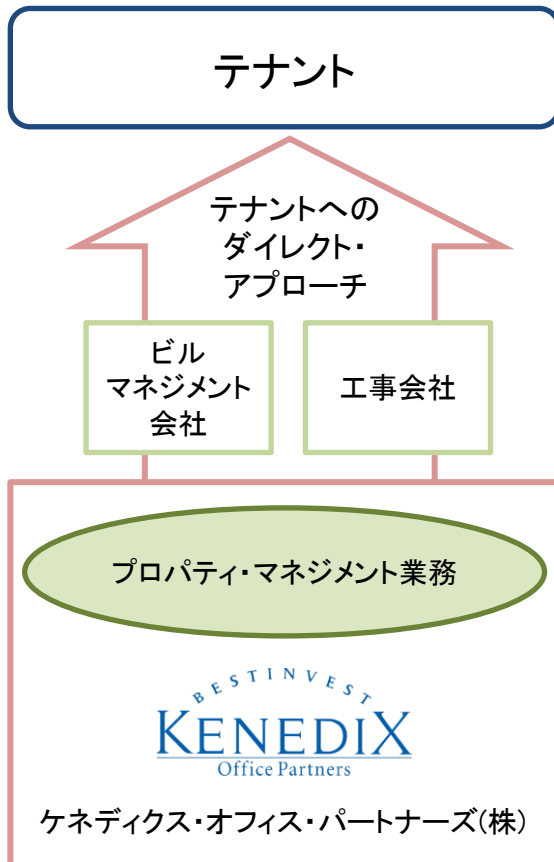 テナント
テナントへの
ダイレクト・
アプローチ
ビル
マネジメント
会社
工事会社
プロパティ・マネジメント業務
BESTINVEST
KENEDIX
Office Partners
ケネディクス・オフィス・パートナーズ(株)